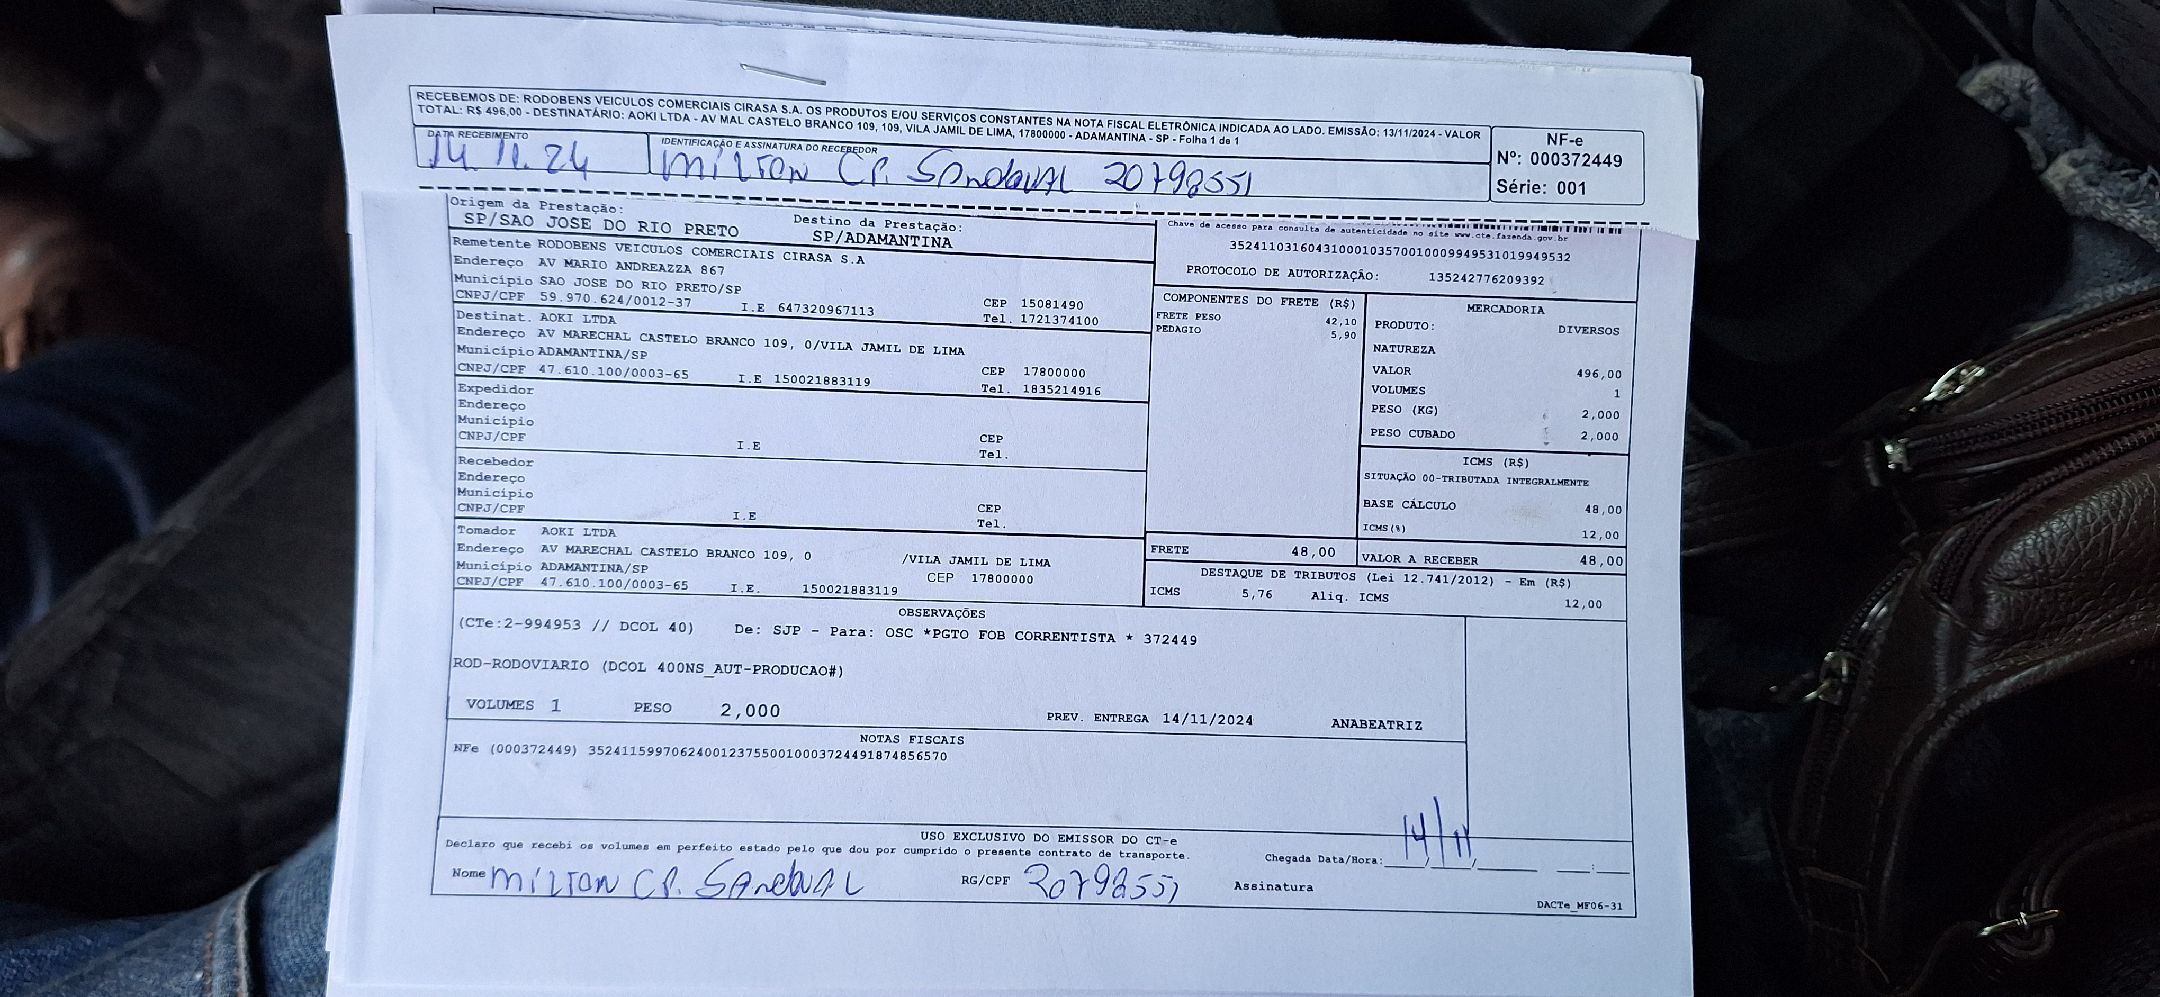 RECEBEMOS DE: RODOBENS VEICULOS COMERCIAIS CIRASA S.A. OS PRODUTOS E/OU SERVIÇOS CONSTANTES NA NOTA FISCAL ELETRÔNICA INDICADA AO LADO. EMISSÃO: 13/11/2024 - VALOR
TOTAL: R$ 496,00 - DESTINATÁRIO: AOKI LTDA - AV MAL CASTELO BRANCO 109, 109, VILA JAMIL DE LIMA, 17800000 - ADAMANTINA - SP - Folha 1 de 1
NF-e
Nº: 000372449
Série: 001
DATA RECEBIMENTO
14.11.24
IDENTIFICAÇÃO E ASSINATURA DO RECEBEDOR
MILTON CP. SANDOVAL 20798551
Origem da Prestação:
SP/SAO JOSE DO RIO PRETO
Destino da Prestação:
SP/ADAMANTINA
Remetente RODOBENS VEICULOS COMERCIAIS CIRASA S.A
Endereço AV MARIO ANDREAZZA 867
Município SAO JOSE DO RIO PRETO/SP
CNPJ/CPF 59.970.624/0012-37 I.E 647320967113
CEP 15081490
Tel. 1721374100
Destinat. AOKI LTDA
Endereço AV MARECHAL CASTELO BRANCO 109, 0/VILA JAMIL DE LIMA
Município ADAMANTINA/SP
CNPJ/CPF 47.610.100/0003-65 I.E 150021883119
CEP 17800000
Tel. 1835214916
Expedidor
Endereço
Município
CNPJ/CPF I.E
CEP
Tel.
Recebedor
Endereço
Município
CNPJ/CPF I.E
CEP
Tel.
Tomador AOKI LTDA
Endereço AV MARECHAL CASTELO BRANCO 109, 0 /VILA JAMIL DE LIMA
Município ADAMANTINA/SP CEP 17800000
CNPJ/CPF 47.610.100/0003-65 I.E. 150021883119
Chave de acesso para consulta de autenticidade no site www.cte.fazenda.gov.br
35241103160431000103570010009949531019949532
PROTOCOLO DE AUTORIZAÇÃO: 135242776209392
COMPONENTES DO FRETE (R$)
FRETE PESO 42,10
PEDAGIO 5,90
MERCADORIA
PRODUTO: DIVERSOS
NATUREZA
VALOR 496,00
VOLUMES 1
PESO (KG) 2,000
PESO CUBADO 2,000
ICMS (R$)
SITUAÇÃO 00-TRIBUTADA INTEGRALMENTE
BASE CÁLCULO 48,00
ICMS(%) 12,00
FRETE 48,00
VALOR A RECEBER 48,00
DESTAQUE DE TRIBUTOS (Lei 12.741/2012) - Em (R$)
ICMS 5,76 Aliq. ICMS 12,00
OBSERVAÇÕES
(CTe:2-994953 // DCOL 40) De: SJP - Para: OSC *PGTO FOB CORRENTISTA * 372449
ROD-RODOVIARIO (DCOL 400NS_AUT-PRODUCAO#)
VOLUMES 1 PESO 2,000 PREV. ENTREGA 14/11/2024 ANABEATRIZ
NOTAS FISCAIS
NFe (000372449) 35241159970624001237550010003724491874856570
USO EXCLUSIVO DO EMISSOR DO CT-e
Declaro que recebi os volumes em perfeito estado pelo que dou por cumprido o presente contrato de transporte.
Chegada Data/Hora: 14/11
Nome MILTON CP. SANDOVAL RG/CPF 20798551 Assinatura
DACTe_MF06-31